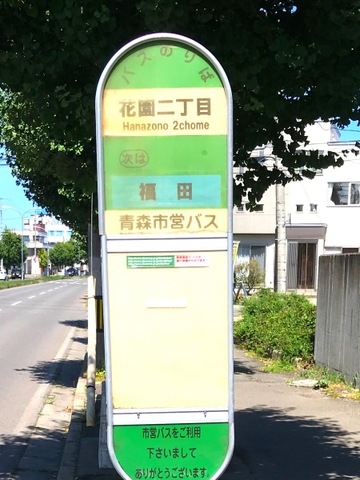 バスのりば
花園二丁目
Hanazono 2chome
次は
福田
青森市営バス
市営バスをご利用
下さいまして
ありがとうございます。